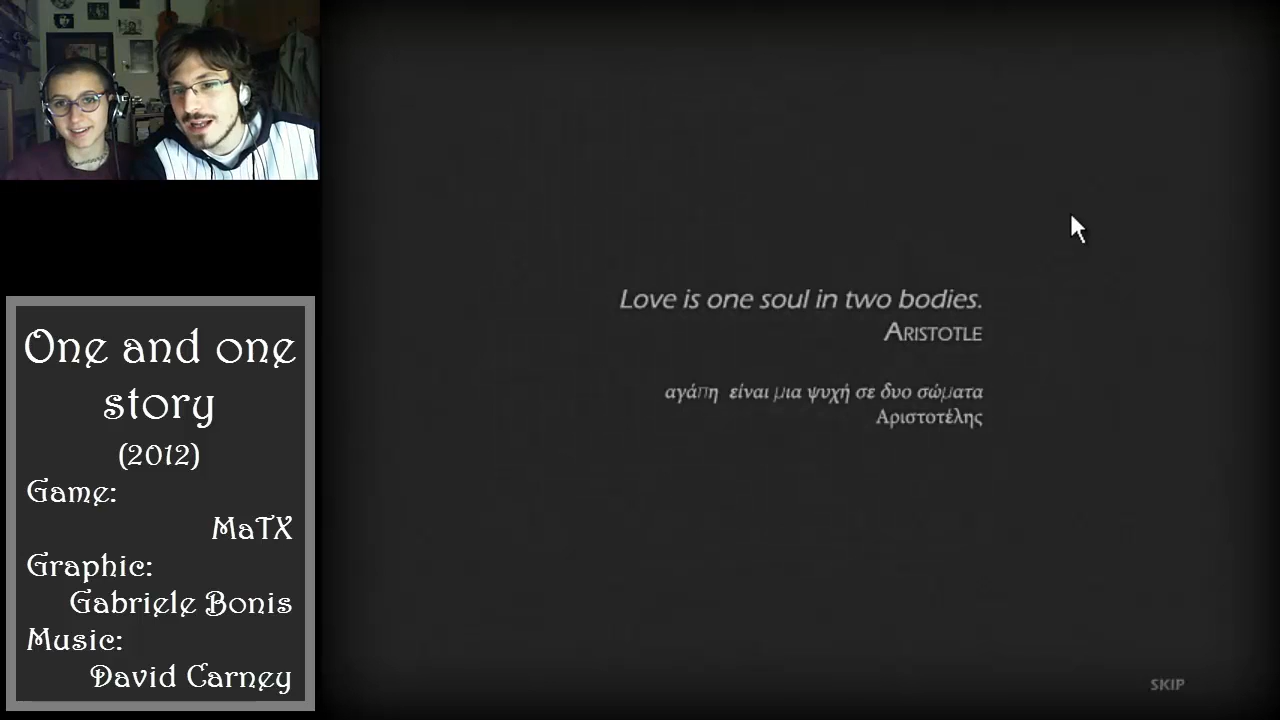 One and one
story
(2012)
Game:
MaTX
Graphic:
Gabriele Bonis
Music:
David Carney
Love is one soul in two bodies.
ARISTOTLE
αγάπη είναι μια ψυχή σε δυο σώματα
Αριστοτέλης
SKIP